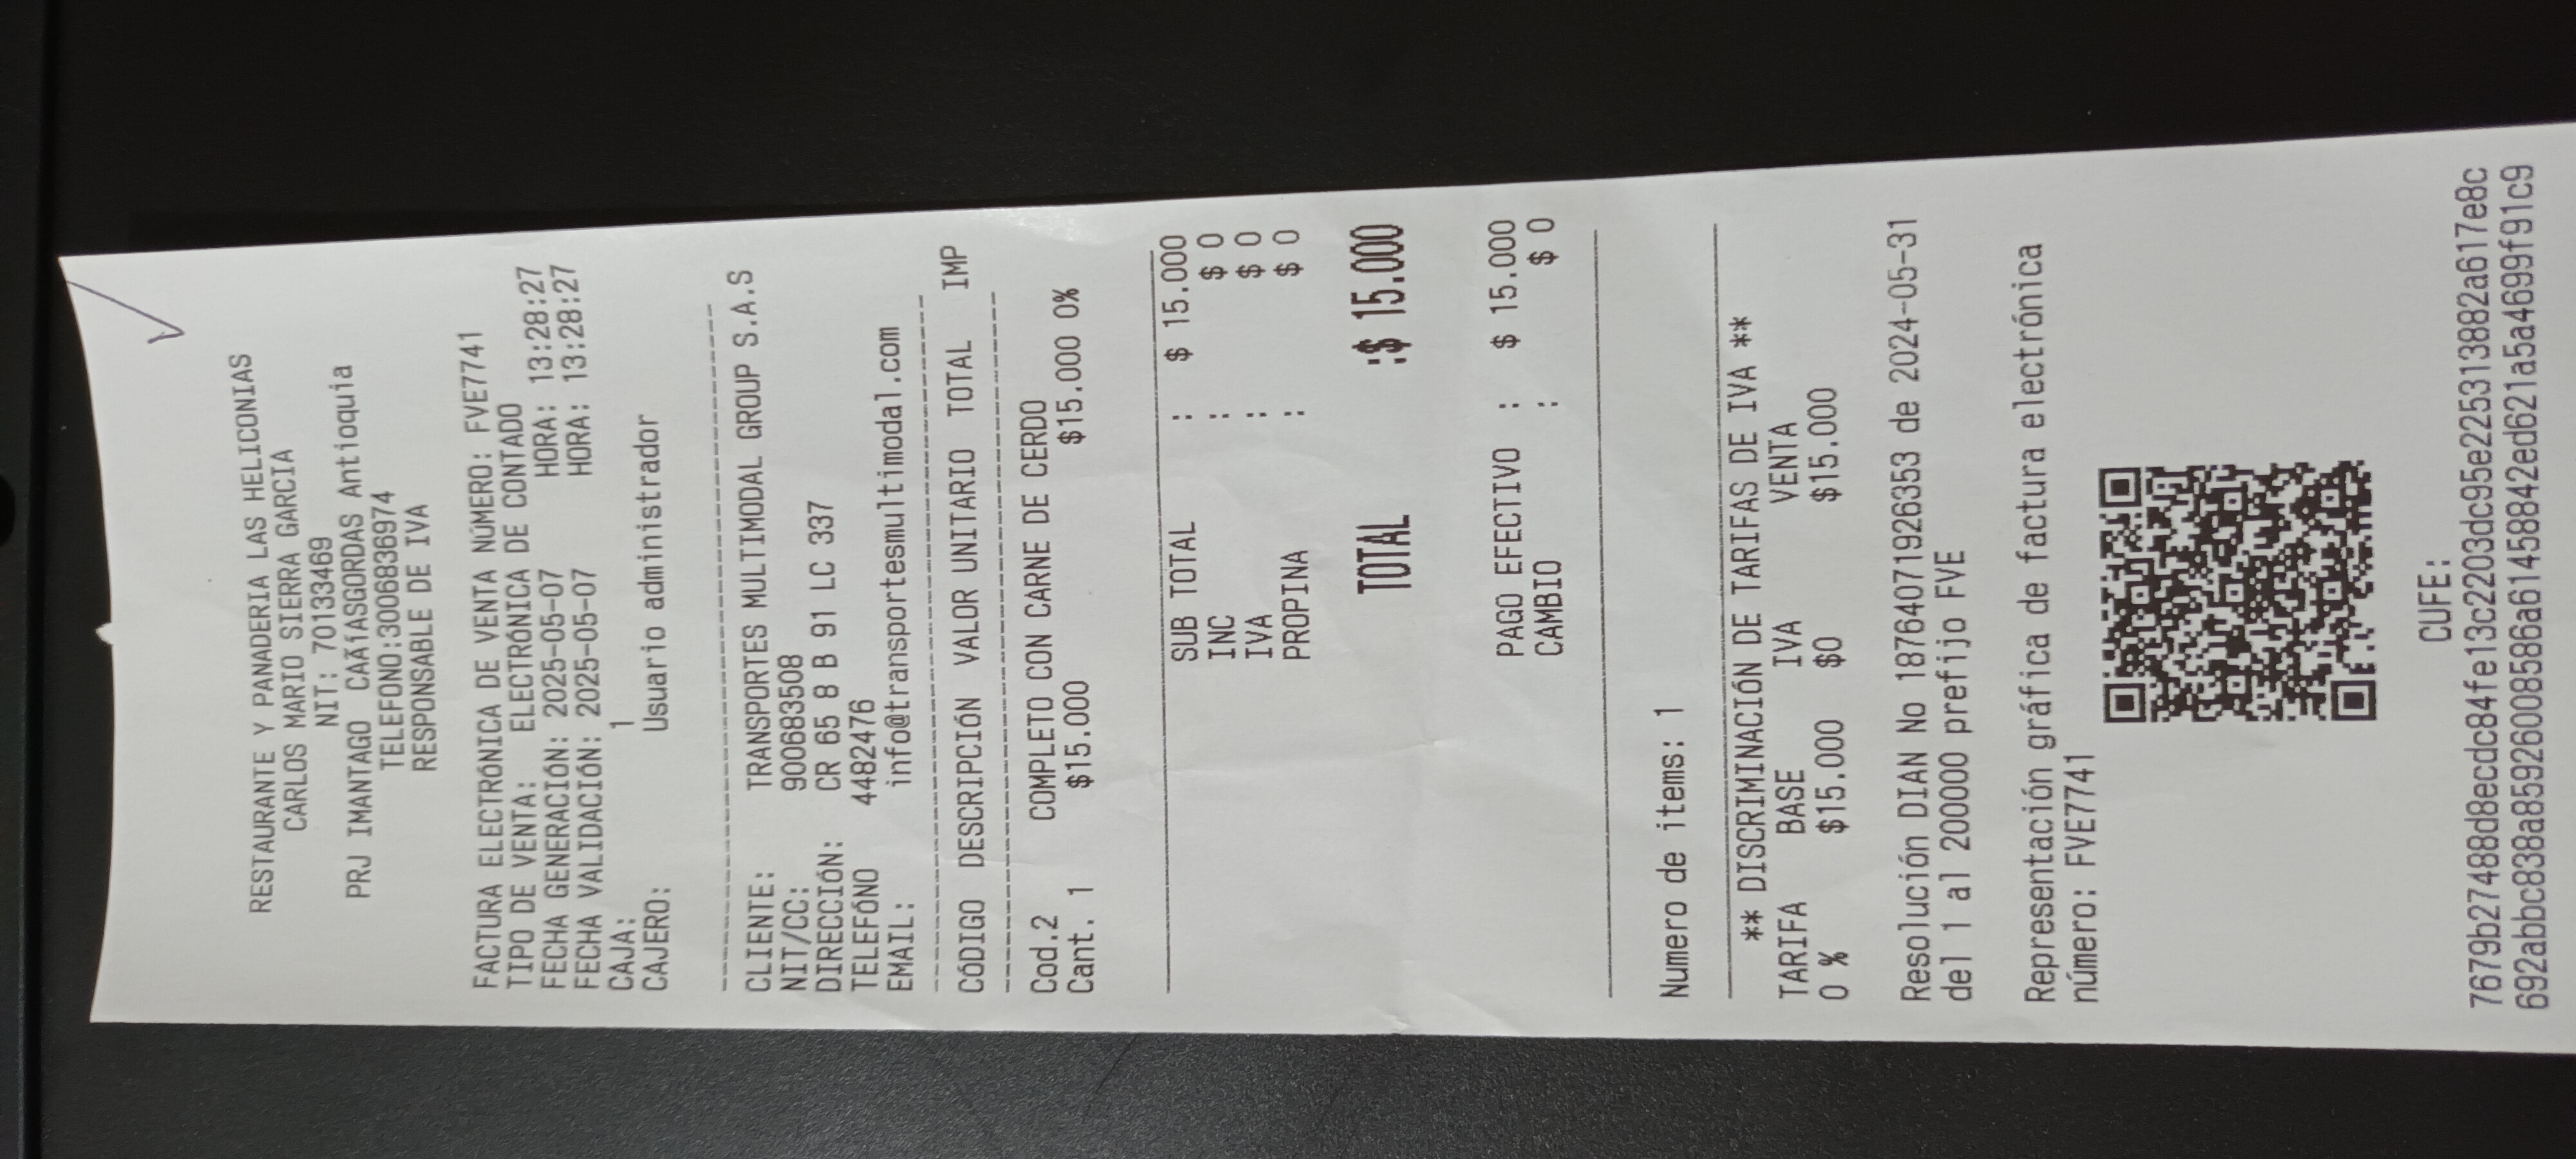 RESTAURANTE Y PANADERIA LAS HELICONIAS
CARLOS MARIO SIERRA GARCIA
NIT: 70133469
PRJ IMANTAGO CAÃ­ASGORDAS Antioquia
TELEFONO:3006836974
RESPONSABLE DE IVA
FACTURA ELECTRÓNICA DE VENTA NÚMERO: FVE7741
TIPO DE VENTA: ELECTRÓNICA DE CONTADO
FECHA GENERACIÓN: 2025-05-07 HORA: 13:28:27
FECHA VALIDACIÓN: 2025-05-07 HORA: 13:28:27
CAJA: 1
CAJERO: Usuario administrador
CLIENTE: TRANSPORTES MULTIMODAL GROUP S.A.S
NIT/CC: 900683508
DIRECCIÓN: CR 65 8 B 91 LC 337
TELEFÓNO 4482476
EMAIL: info@transportesmultimodal.com
CÓDIGO DESCRIPCIÓN VALOR UNITARIO TOTAL IMP
Cod.2 COMPLETO CON CARNE DE CERDO
Cant. 1 $15.000 $15.000 0%
SUB TOTAL : $ 15.000
INC : $ 0
IVA : $ 0
PROPINA : $ 0
TOTAL :$ 15.000
PAGO EFECTIVO : $ 15.000
CAMBIO : $ 0
Numero de items: 1
** DISCRIMINACIÓN DE TARIFAS DE IVA **
TARIFA BASE IVA VENTA
0 % $15.000 $0 $15.000
Resolución DIAN No 18764071926353 de 2024-05-31
del 1 al 200000 prefijo FVE
Representación gráfica de factura electrónica
número: FVE7741
CUFE:
7679b27488d8ecdc84fe13c2203dc95e22531382a617e8c
692abbc838a85926008586a61458842ed621a5a4699f91c9